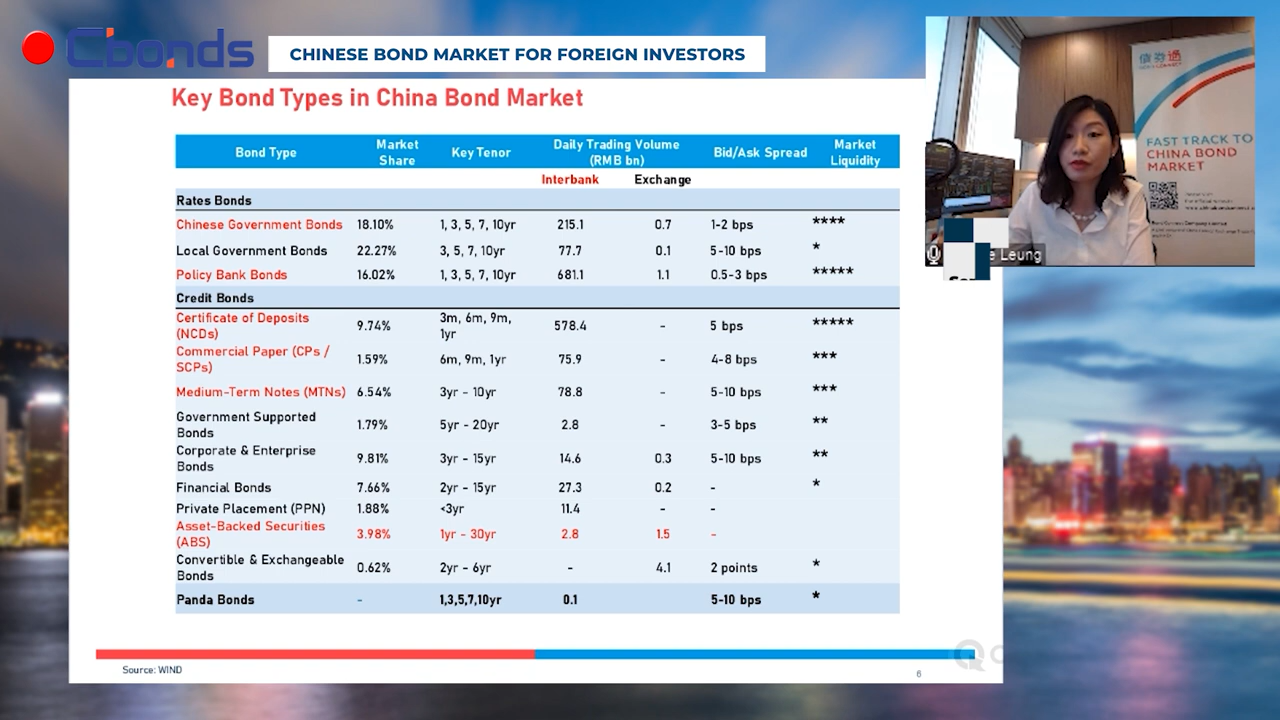 Cbonds
CHINESE BOND MARKET FOR FOREIGN INVESTORS
Key Bond Types in China Bond Market
Bond Type Market Share Key Tenor Daily Trading Volume (RMB bn) Bid/Ask Spread Market Liquidity
Interbank Exchange
Rates Bonds
Chinese Government Bonds 18.10% 1, 3, 5, 7, 10yr 215.1 0.7 1-2 bps ****
Local Government Bonds 22.27% 3, 5, 7, 10yr 77.7 0.1 5-10 bps *
Policy Bank Bonds 16.02% 1, 3, 5, 7, 10yr 681.1 1.1 0.5-3 bps *****
Credit Bonds
Certificate of Deposits (NCDs) 9.74% 3m, 6m, 9m, 1yr 578.4 - 5 bps *****
Commercial Paper (CPs / SCPs) 1.59% 6m, 9m, 1yr 75.9 - 4-8 bps ***
Medium-Term Notes (MTNs) 6.54% 3yr - 10yr 78.8 - 5-10 bps ***
Government Supported Bonds 1.79% 5yr - 20yr 2.8 - 3-5 bps **
Corporate & Enterprise Bonds 9.81% 3yr - 15yr 14.6 0.3 5-10 bps **
Financial Bonds 7.66% 2yr - 15yr 27.3 0.2 - *
Private Placement (PPN) 1.88% <3yr 11.4 - -
Asset-Backed Securities (ABS) 3.98% 1yr - 30yr 2.8 1.5 -
Convertible & Exchangeable Bonds 0.62% 2yr - 6yr - 4.1 2 points *
Panda Bonds - 1,3,5,7,10yr 0.1 5-10 bps *
Source: WIND
6
债券通
FAST TRACK TO
CHINA BOND
MARKET
Leung